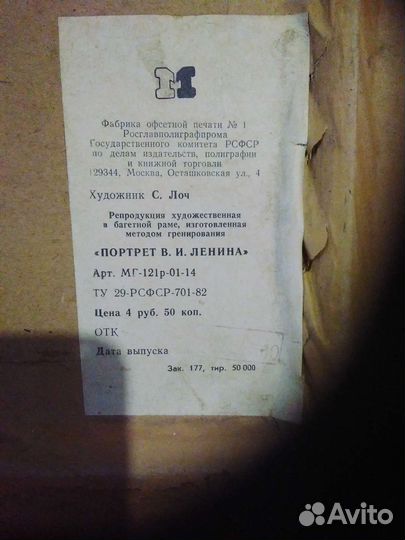 Фабрика офсетной печати № 1
Росглавполиграфпрома
Государственного комитета РСФСР
по делам издательств, полиграфии
и книжной торговли
129344, Москва, Осташковская ул., 4
Художник С. Лоч
Репродукция художественная
в багетной раме, изготовленная
методом гренирования
«ПОРТРЕТ В. И. ЛЕНИНА»
Арт. МГ-121р-01-14
ТУ 29-РСФСР-701-82
Цена 4 руб. 50 коп.
ОТК
Дата выпуска
Зак. 177, тир. 50 000
Avito